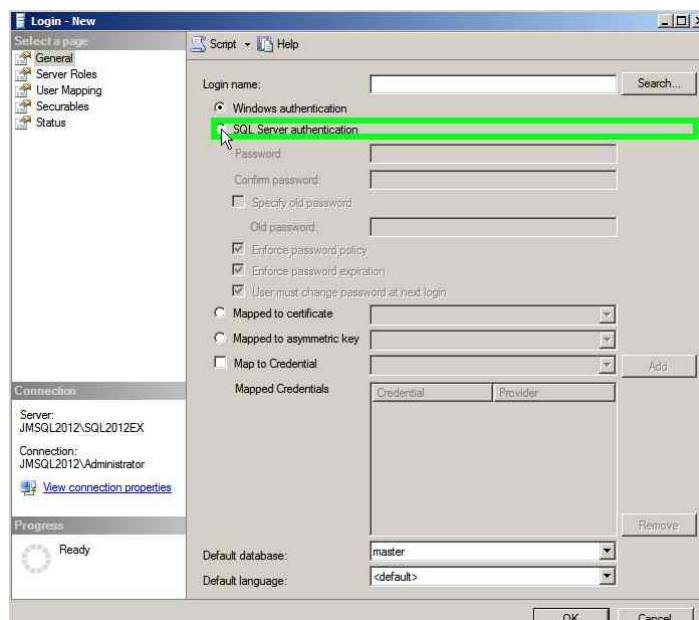 Login - New
Select a page
General
Server Roles
User Mapping
Securables
Status
Script
Help
Login name:
Search...
Windows authentication
SQL Server authentication
Password:
Confirm password:
Specify old password
Old password:
Enforce password policy
Enforce password expiration
User must change password at next login
Mapped to certificate
Mapped to asymmetric key
Map to Credential
Add
Mapped Credentials
Credential
Provider
Remove
Default database:
master
Default language:
<default>
Connection
Server:
JMSQL2012\SQL2012EX
Connection:
JMSQL2012\Administrator
View connection properties
Progress
Ready
OK
Cancel